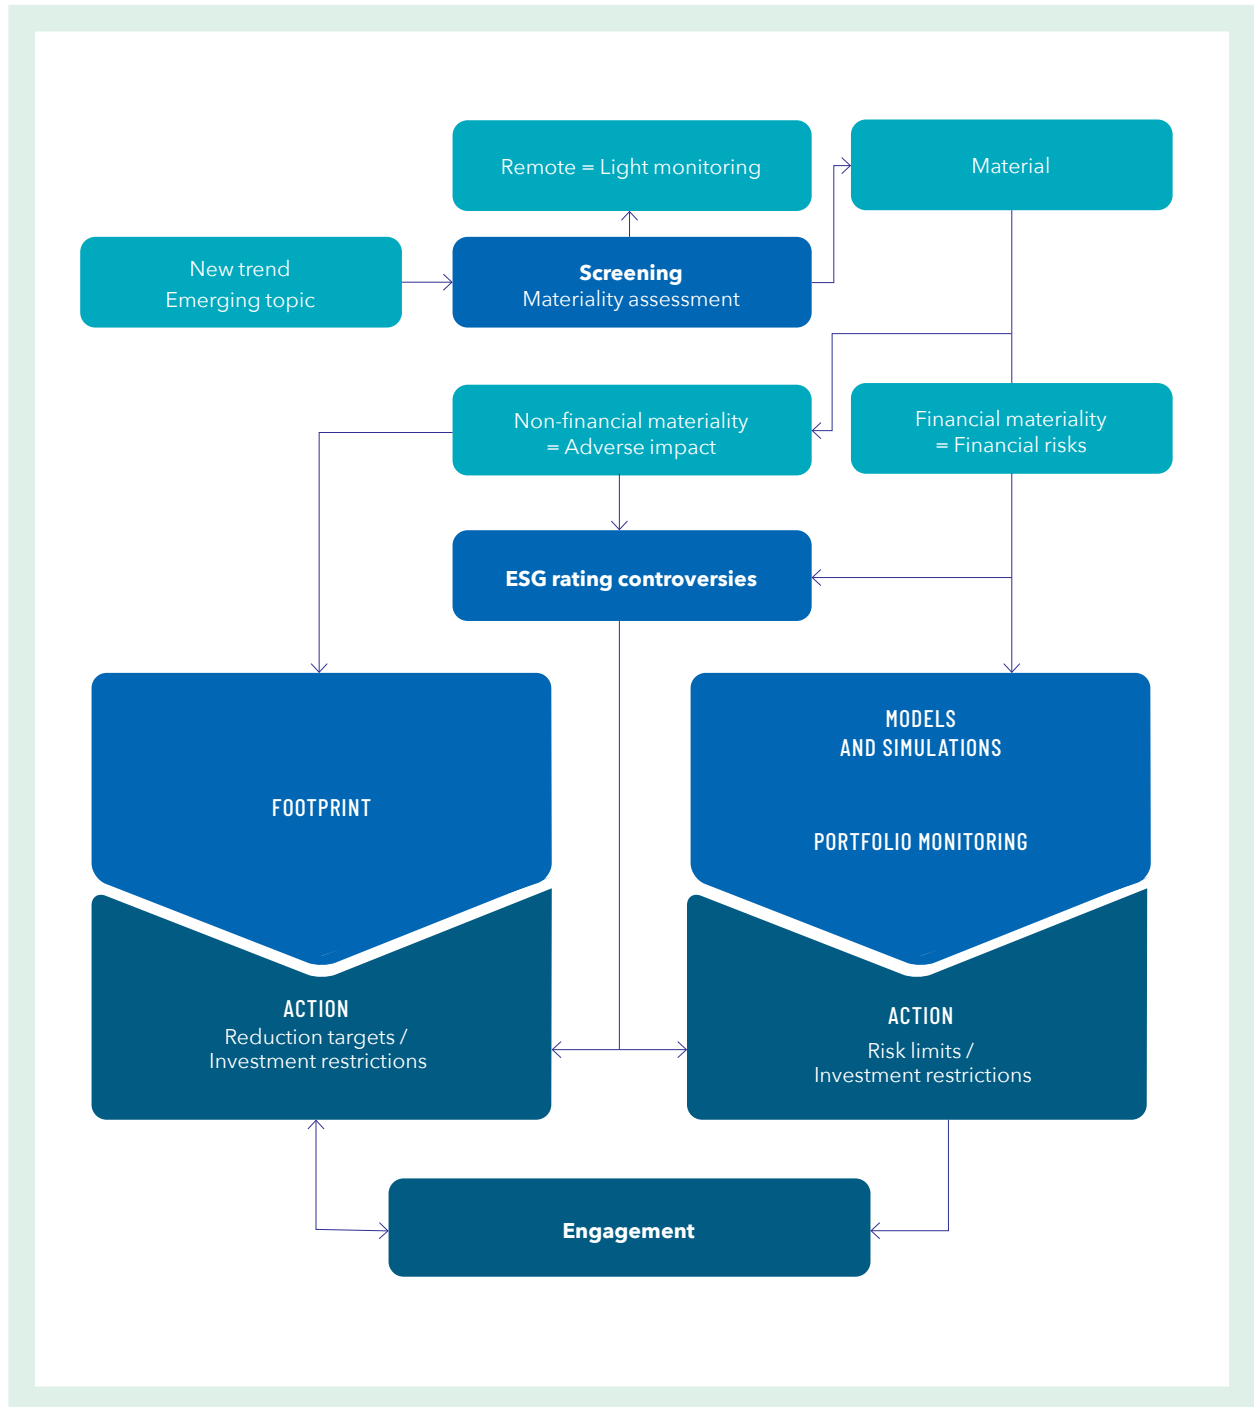 Remote = Light monitoring
Material
New trend
Emerging topic
Screening
Materiality assessment
Non-financial materiality
= Adverse impact
Financial materiality
= Financial risks
ESG rating controversies
FOOTPRINT
MODELS
AND SIMULATIONS
PORTFOLIO MONITORING
ACTION
Reduction targets /
Investment restrictions
ACTION
Risk limits /
Investment restrictions
Engagement